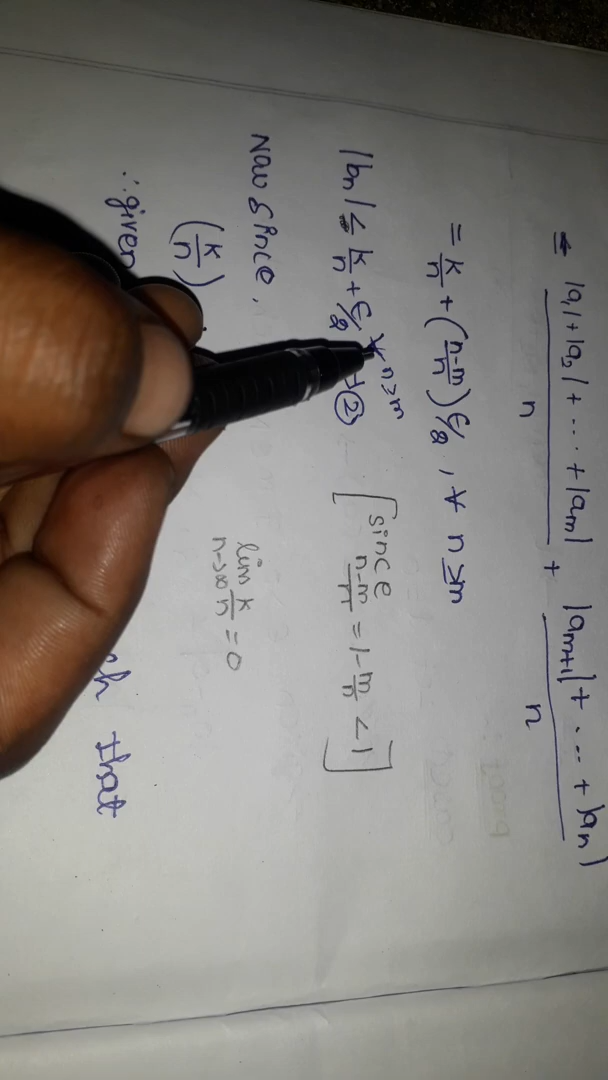 ≤ |a₁|+|a₂|+...+|aₘ| / n + |aₘ₊₁|+...+|aₙ| / n
= k/n + (n-m/n) ε/2, ∀ n ≥ m
|bₙ| < k/n + ε/2 ∀ n ≥ m → ② [since n-m/n = 1 - m/n < 1]
Now since,
(k/n) lim n→∞ k/n = 0
∴ given that